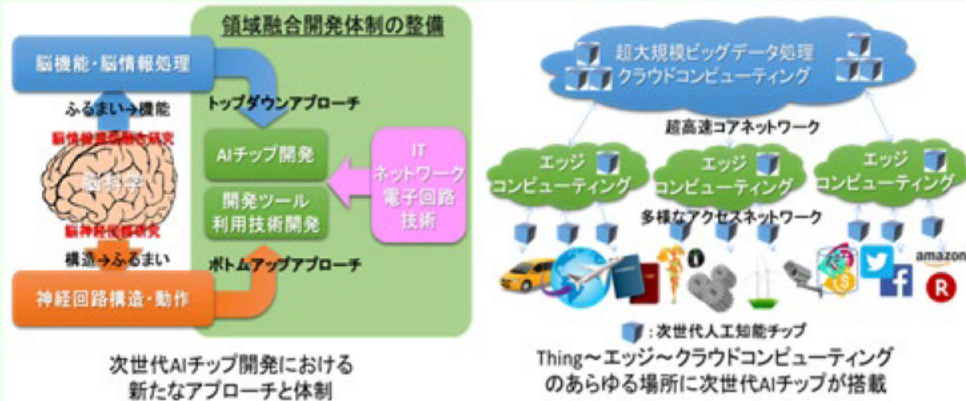 領域融合開発体制の整備
脳機能・脳情報処理
ふるまい→機能
トップダウンアプローチ
脳科学
AIチップ開発
開発ツール
利用技術開発
IT
ネットワーク
電子回路
技術
構造→ふるまい
ボトムアップアプローチ
神経回路構造・動作
次世代AIチップ開発における
新たなアプローチと体制
超大規模ビッグデータ処理
クラウドコンピューティング
超高速コアネットワーク
エッジ
コンピューティング
エッジ
コンピューティング
エッジ
コンピューティング
多様なアクセスネットワーク
amazon
R
:次世代人工知能チップ
Thing～エッジ～クラウドコンピューティング
のあらゆる場所に次世代AIチップが搭載